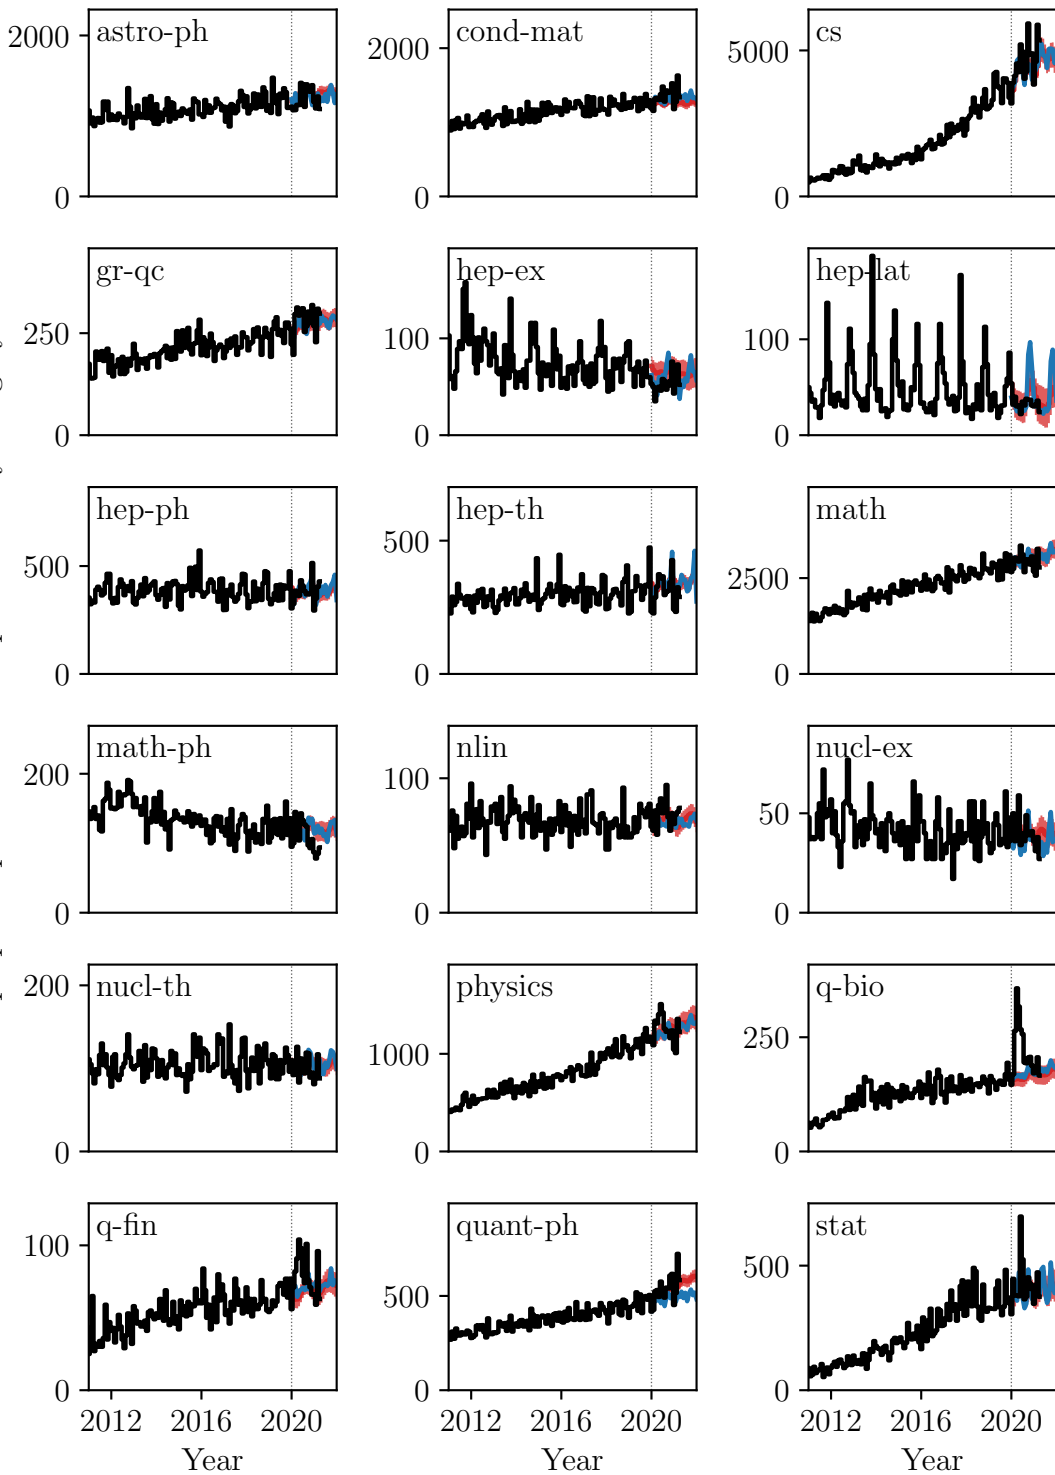 astro-ph
2000
0
cond-mat
2000
0
cs
5000
0
gr-qc
250
0
hep-ex
100
0
hep-lat
100
0
hep-ph
500
0
hep-th
500
0
math
2500
0
math-ph
200
0
nlin
100
0
nucl-ex
50
0
nucl-th
200
0
physics
1000
0
q-bio
250
0
q-fin
100
0
2012 2016 2020
Year
quant-ph
500
0
2012 2016 2020
Year
stat
500
0
2012 2016 2020
Year